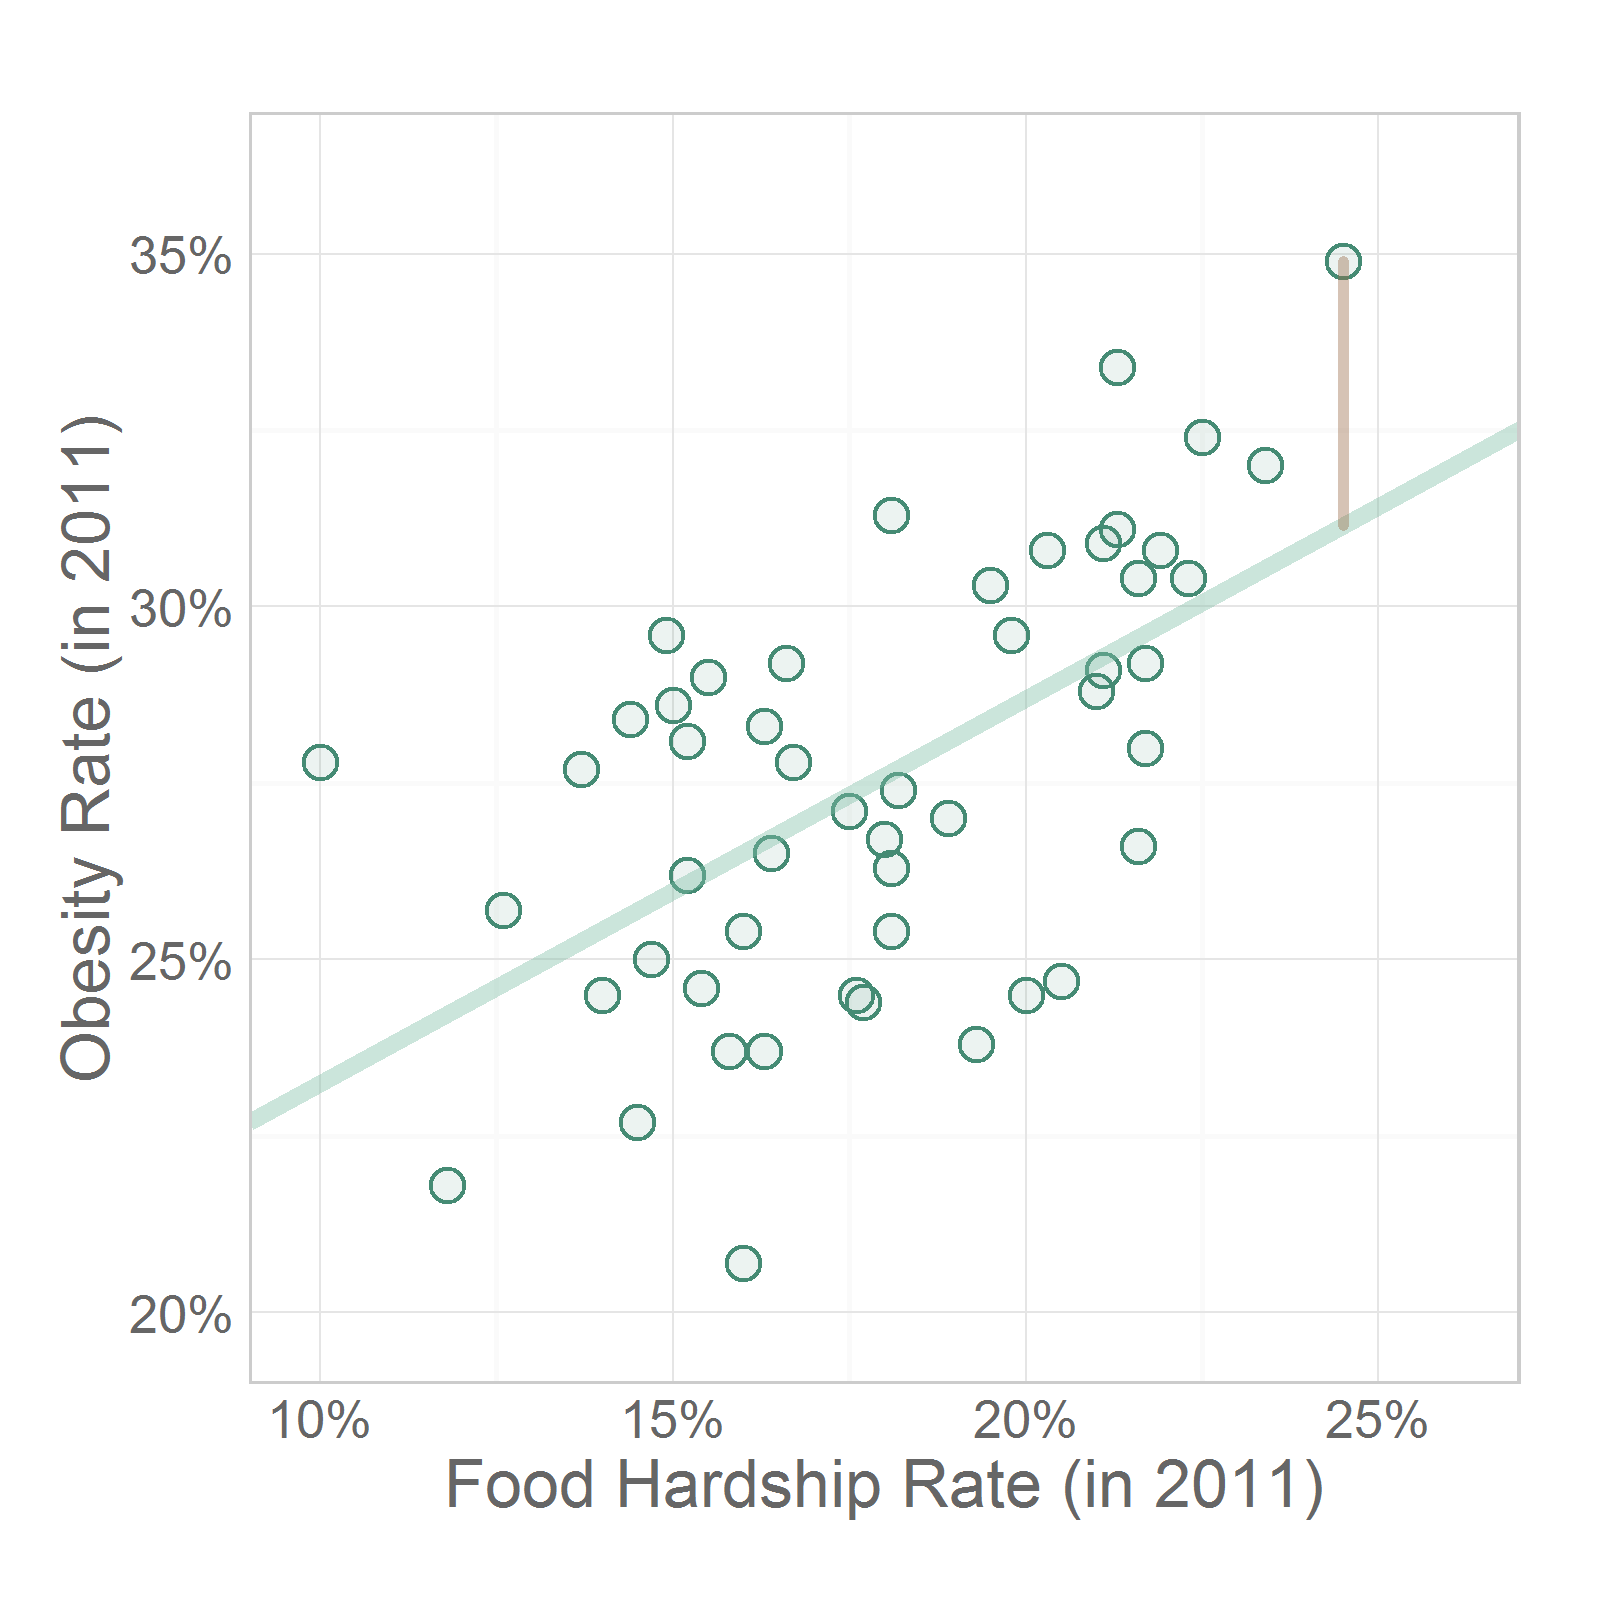 Obesity Rate (in 2011)
35%
30%
25%
20%
10% 15% 20% 25%
Food Hardship Rate (in 2011)